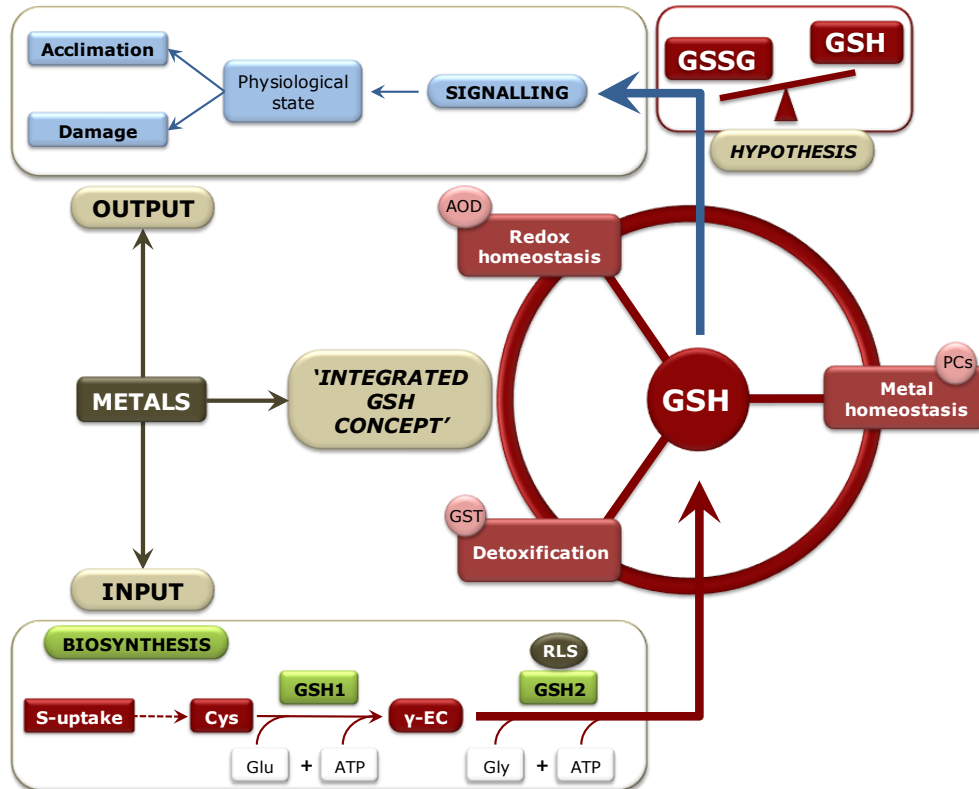 Acclimation
Damage
Physiological
state
SIGNALLING
GSSG
GSH
HYPOTHESIS
OUTPUT
METALS
INPUT
'INTEGRATED
GSH
CONCEPT'
AOD
Redox
homeostasis
GSH
PCs
Metal
homeostasis
GST
Detoxification
BIOSYNTHESIS
S-uptake
Cys
GSH1
γ-EC
RLS
GSH2
Glu + ATP
Gly + ATP